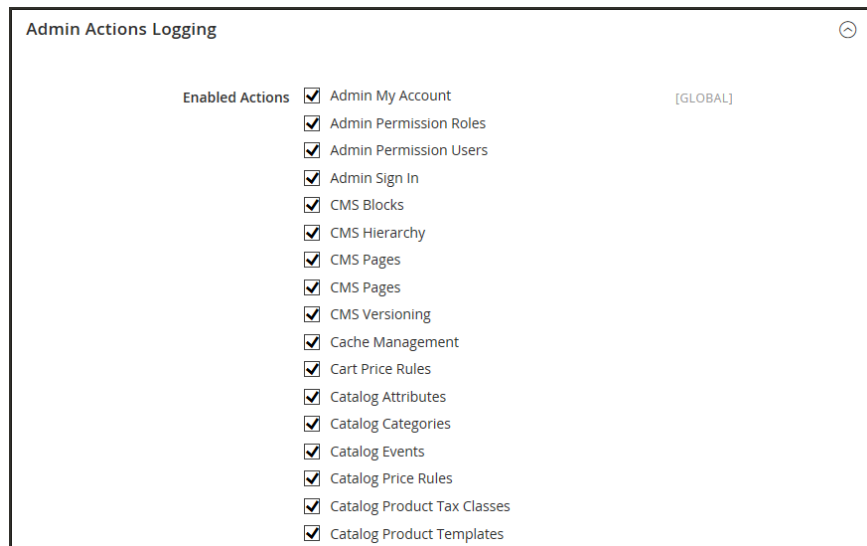 Admin Actions Logging
Enabled Actions Admin My Account [GLOBAL]
Admin Permission Roles
Admin Permission Users
Admin Sign In
CMS Blocks
CMS Hierarchy
CMS Pages
CMS Pages
CMS Versioning
Cache Management
Cart Price Rules
Catalog Attributes
Catalog Categories
Catalog Events
Catalog Price Rules
Catalog Product Tax Classes
Catalog Product Templates